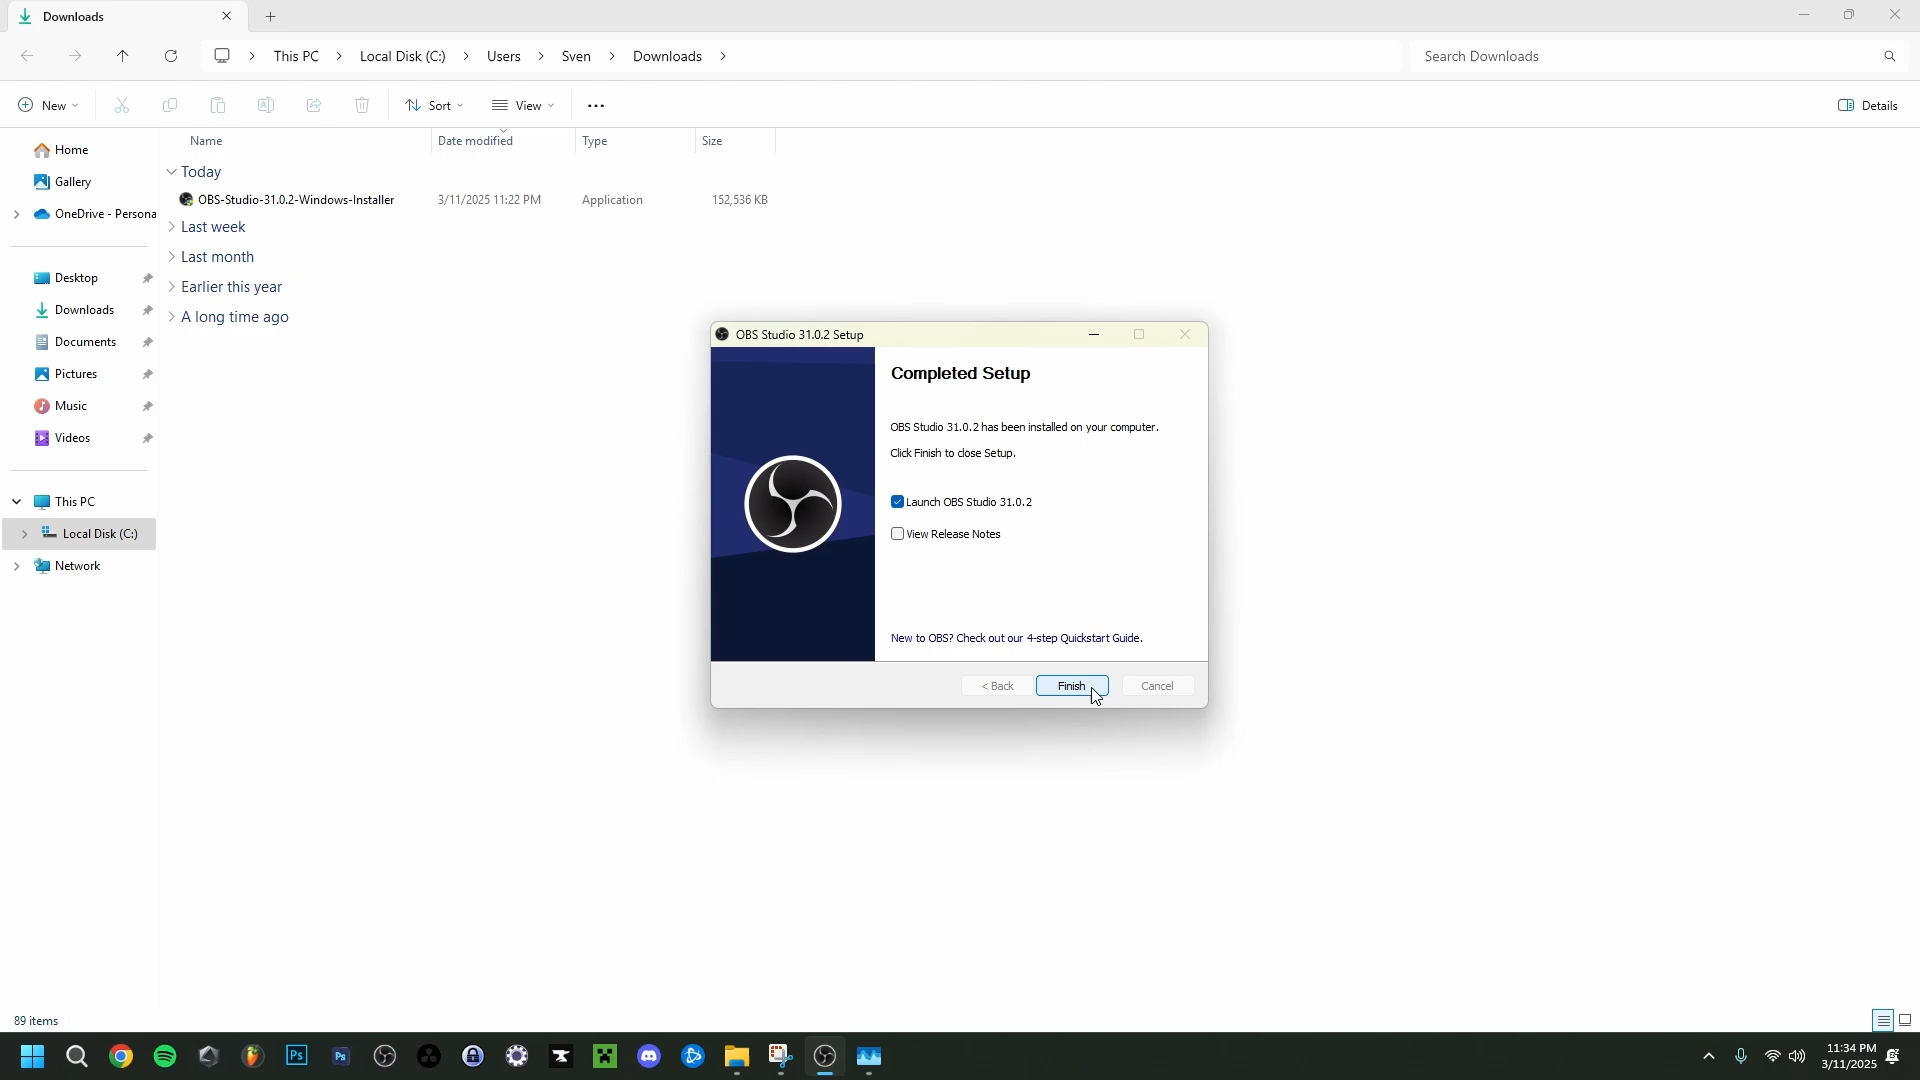 Downloads
This PC > Local Disk (C:) > Users > Sven > Downloads >
Search Downloads
New
Sort
View
Details
Name
Date modified
Type
Size
Home
Gallery
OneDrive - Persona
Desktop
Downloads
Documents
Pictures
Music
Videos
This PC
Local Disk (C:)
Network
Today
OBS-Studio-31.0.2-Windows-Installer 3/11/2025 11:22 PM Application 152,536 KB
Last week
Last month
Earlier this year
A long time ago
OBS Studio 31.0.2 Setup
Completed Setup
OBS Studio 31.0.2 has been installed on your computer.
Click Finish to close Setup.
Launch OBS Studio 31.0.2
View Release Notes
New to OBS? Check out our 4-step Quickstart Guide.
< Back
Finish
Cancel
89 items
Ps
Ps
11:34 PM
3/11/2025